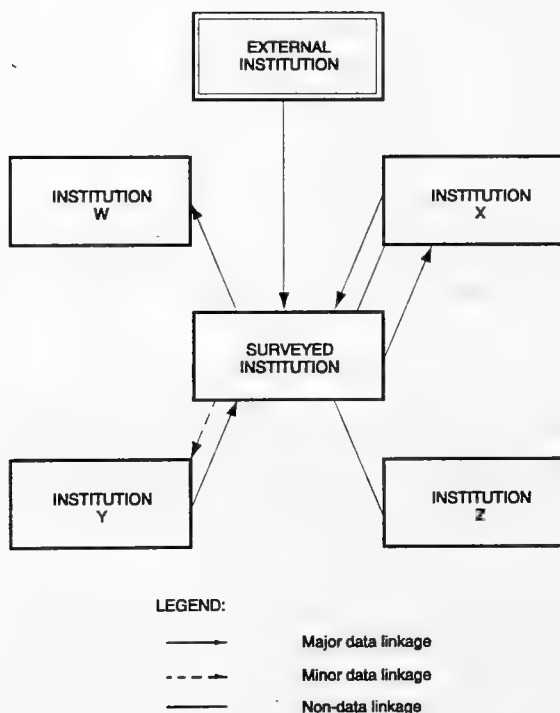 EXTERNAL
INSTITUTION
INSTITUTION
W
INSTITUTION
X
SURVEYED
INSTITUTION
INSTITUTION
Y
INSTITUTION
Z
LEGEND:
Major data linkage
Minor data linkage
Non-data linkage